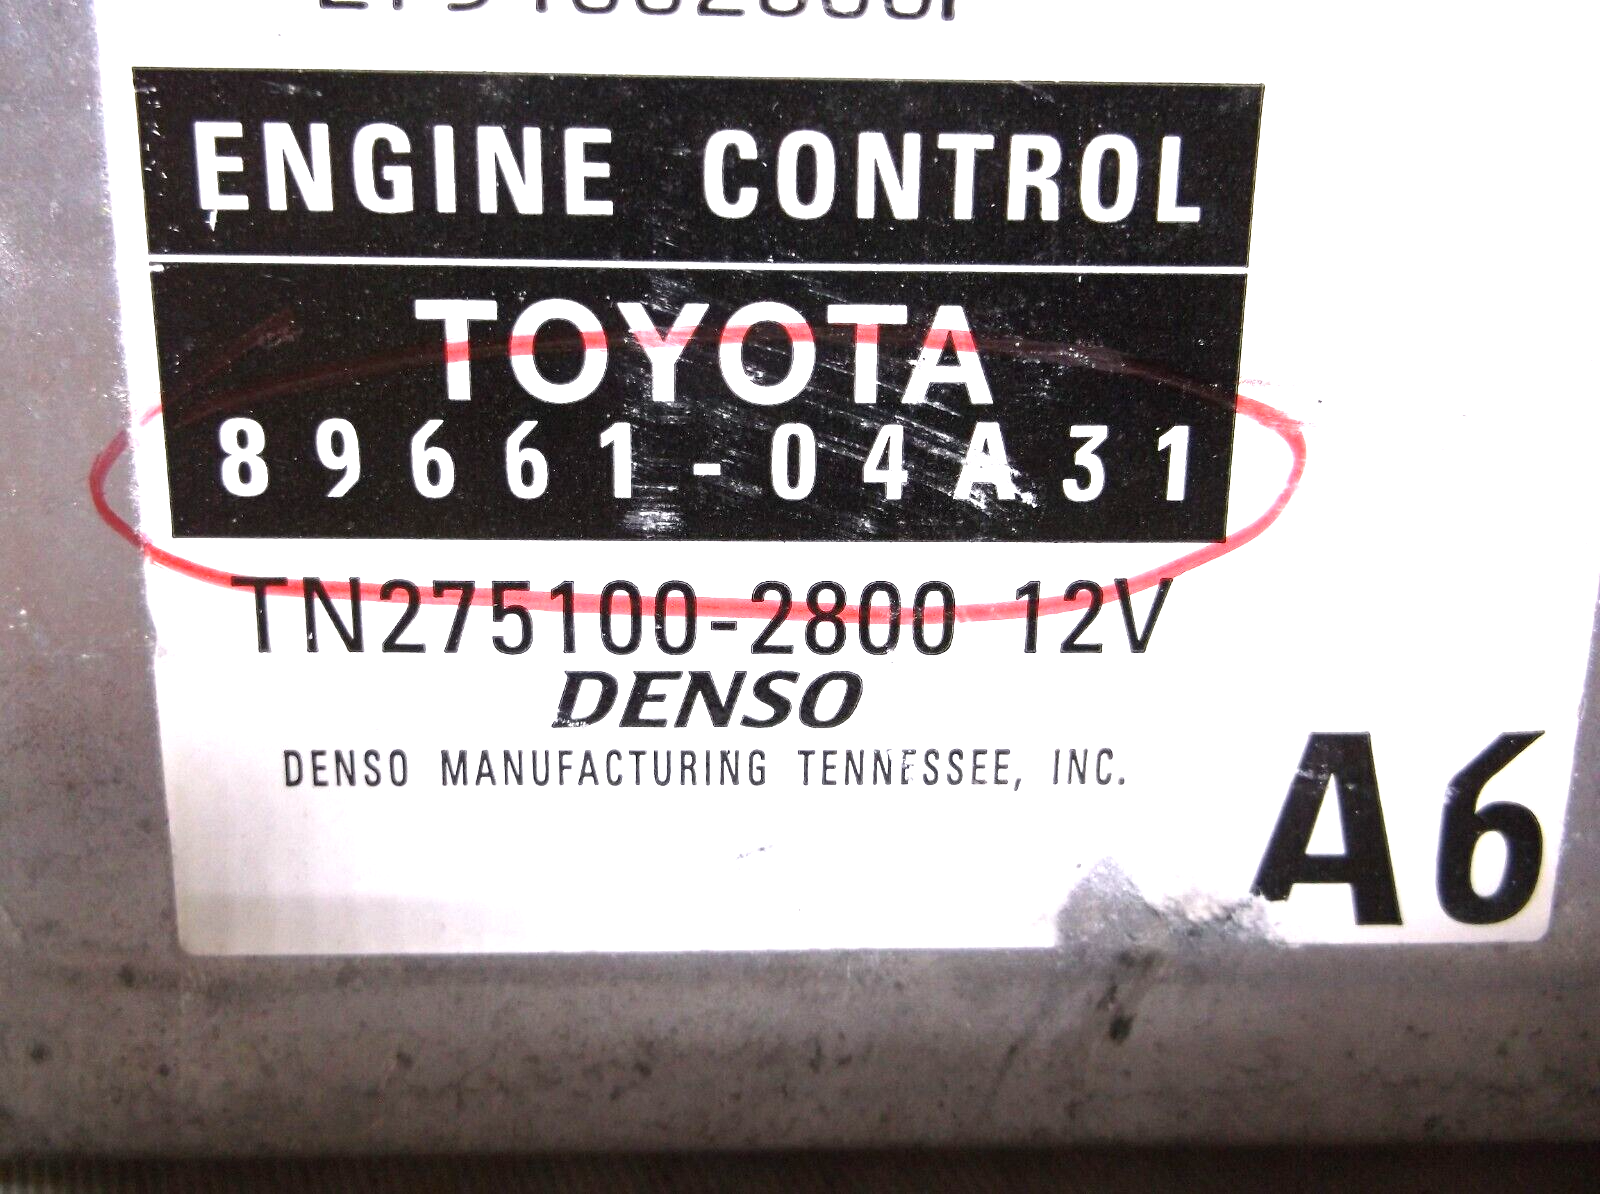 ENGINE CONTROL
TOYOTA
89661-04A31
TN275100-2800 12V
DENSO
DENSO MANUFACTURING TENNESSEE, INC.
A6